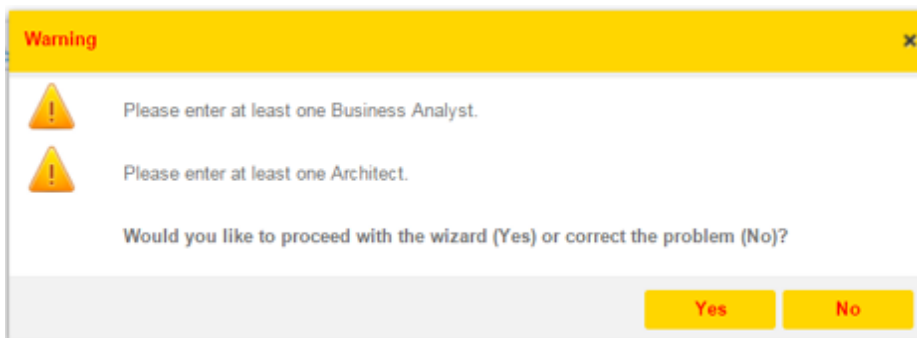 Warning
Please enter at least one Business Analyst.
Please enter at least one Architect.
Would you like to proceed with the wizard (Yes) or correct the problem (No)?
Yes No